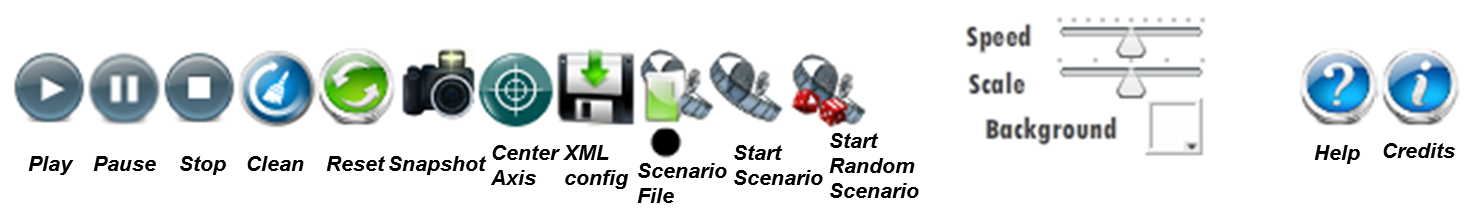 Speed
Scale
Background
Play
Pause
Stop
Clean
Reset
Snapshot
Center
Axis
XML
config
Scenario
File
Start
Scenario
Start
Random
Scenario
Help
Credits